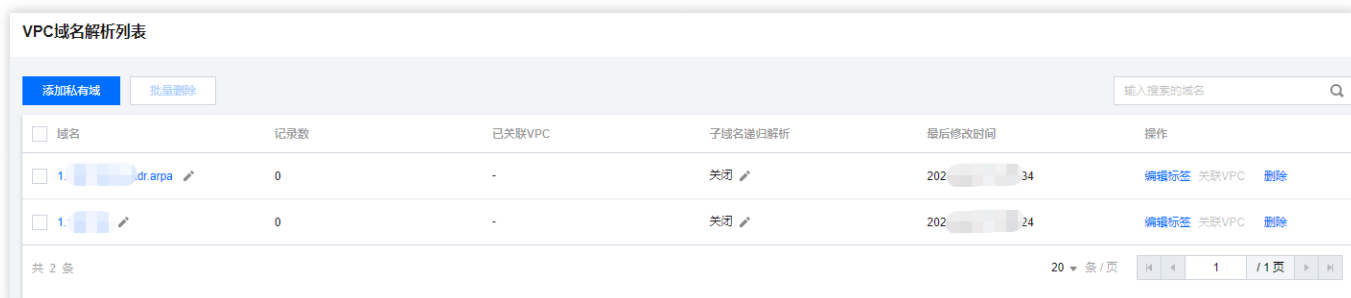 VPC域名解析列表
添加私有域 批量删除 输入搜索的域名
域名 记录数 已关联VPC 子域名递归解析 最后修改时间 操作
1. dr.arpa 0 - 关闭 202 34 编辑标签 关联VPC 删除
1. 0 - 关闭 202 24 编辑标签 关联VPC 删除
共 2 条 20 条 / 页 1 / 1 页